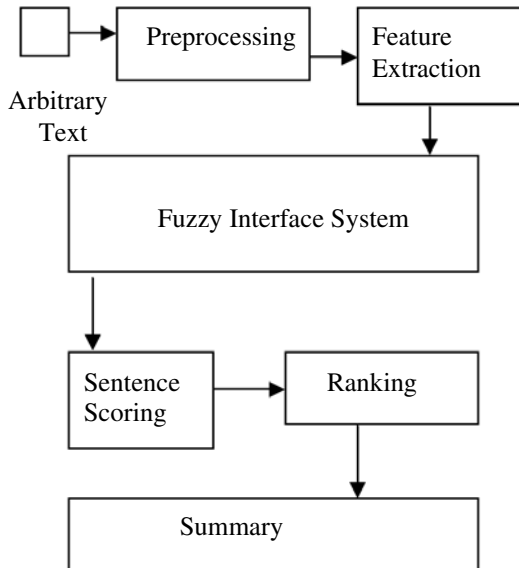 Preprocessing
Feature
Extraction
Arbitrary
Text
Fuzzy Interface System
Sentence
Scoring
Ranking
Summary